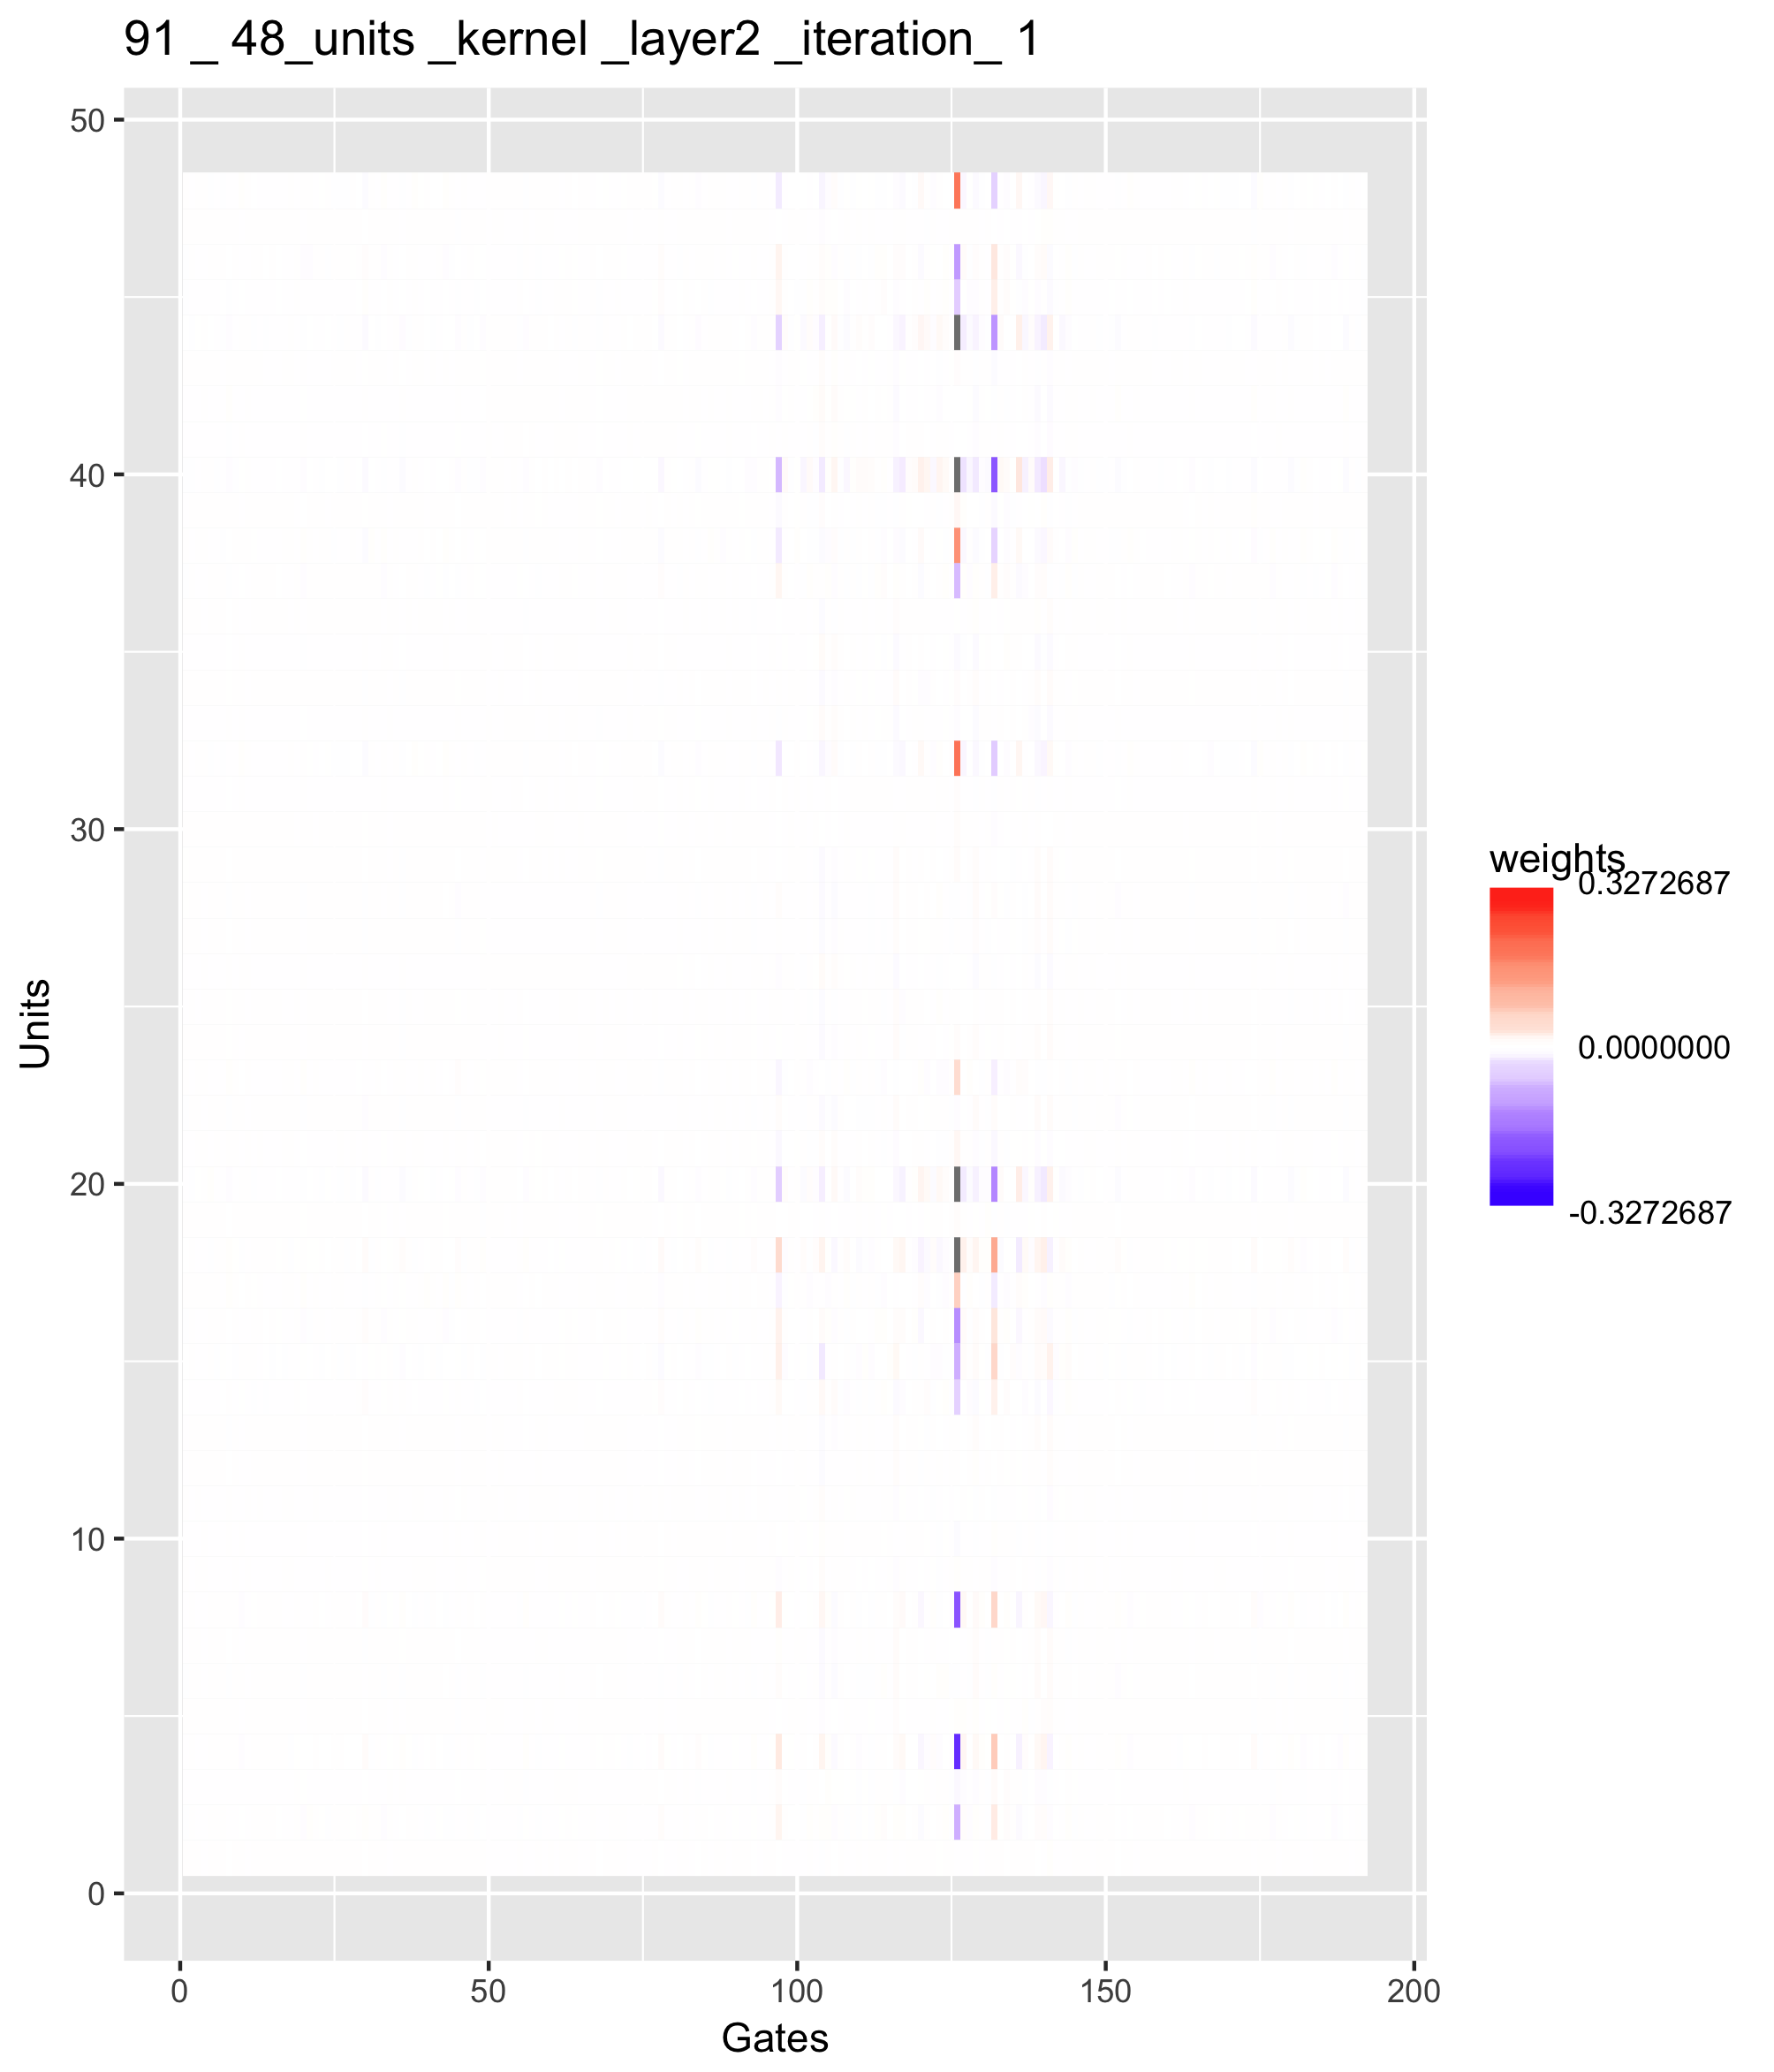 91 _ 48_units _kernel _layer2 _iteration_ 1
50
40
30
20
10
0
Units
0 50 100 150 200
Gates
weights
0.3272687
0.0000000
-0.3272687